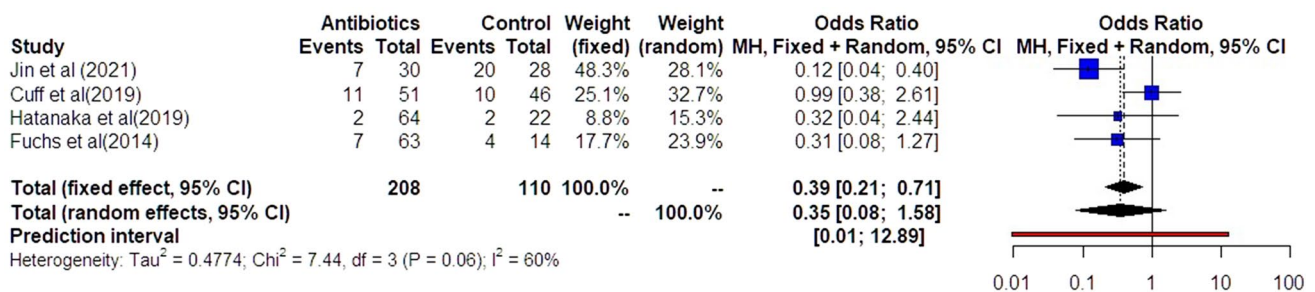 Antibiotics Control Weight Weight Odds Ratio Odds Ratio
Study Events Total Events Total (fixed) (random) MH, Fixed + Random, 95% CI MH, Fixed + Random, 95% CI
Jin et al (2021) 7 30 20 28 48.3% 28.1% 0.12 [0.04; 0.40]
Cuff et al(2019) 11 51 10 46 25.1% 32.7% 0.99 [0.38; 2.61]
Hatanaka et al(2019) 2 64 2 22 8.8% 15.3% 0.32 [0.04; 2.44]
Fuchs et al(2014) 7 63 4 14 17.7% 23.9% 0.31 [0.08; 1.27]
Total (fixed effect, 95% CI) 208 110 100.0% -- 0.39 [0.21; 0.71]
Total (random effects, 95% CI) -- 100.0% 0.35 [0.08; 1.58]
Prediction interval [0.01; 12.89]
Heterogeneity: Tau² = 0.4774; Chi² = 7.44, df = 3 (P = 0.06); I² = 60%
0.01 0.1 1 10 100